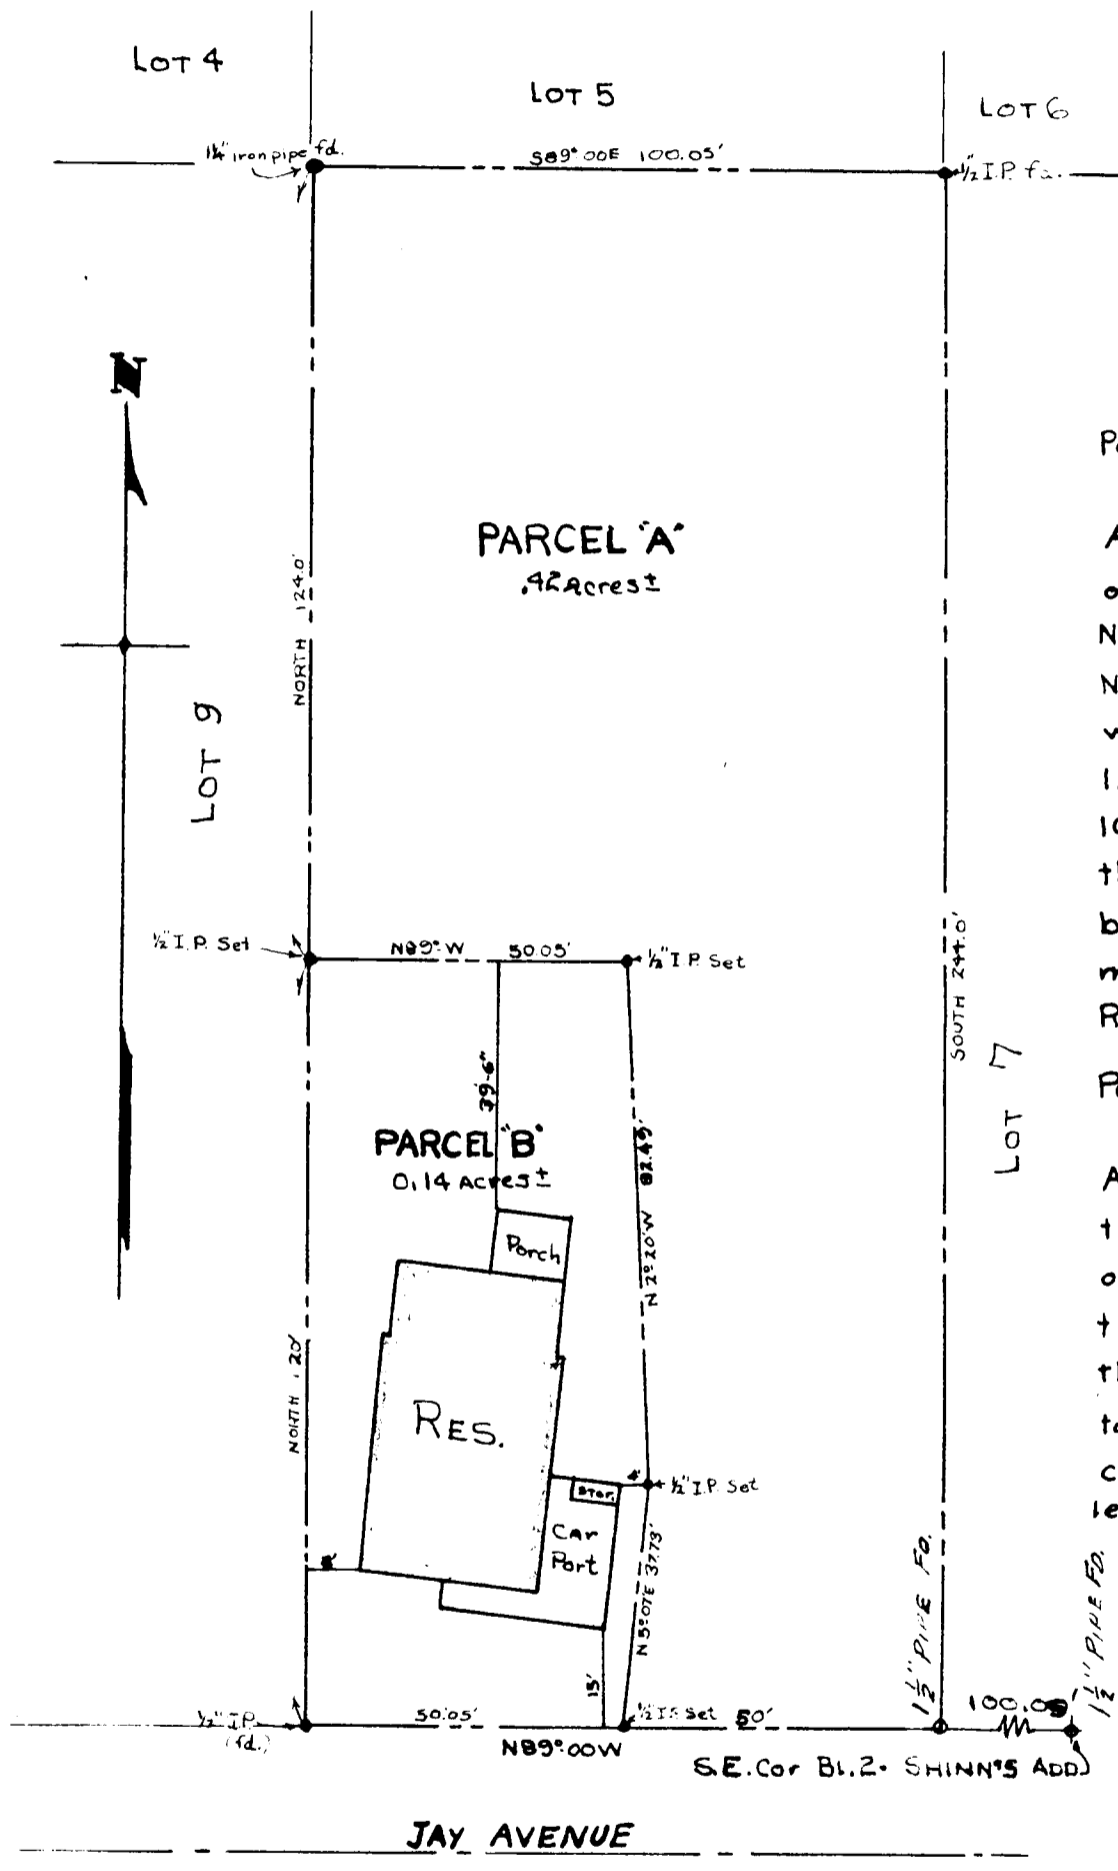 LOT 4
LOT 5
LOT 6
1¼" iron pipe fd.
S89°00E 100.05'
½ I.P. fd.
N
PARCEL "A"
.42 Acres±
NORTH 124.0'
LOT 9
½" I.P. Set
N89°W 50.05'
½" I.P. Set
SOUTH 244.0'
LOT 7
39'-6"
PARCEL "B"
0.14 Acres±
N 2°20'W 82.49'
Porch
NORTH 120'
RES.
4'
½" I.P. Set
STOR.
Car
Port
N 5°07'E 37.73'
15'
1½" PIPE FD.
1½" PIPE FD.
½" I.P.
(fd.)
50.05'
½ I.P. Set
50'
100.05'
N89°00W
S.E. Cor Bl. 2. SHINN'S ADD
JAY AVENUE